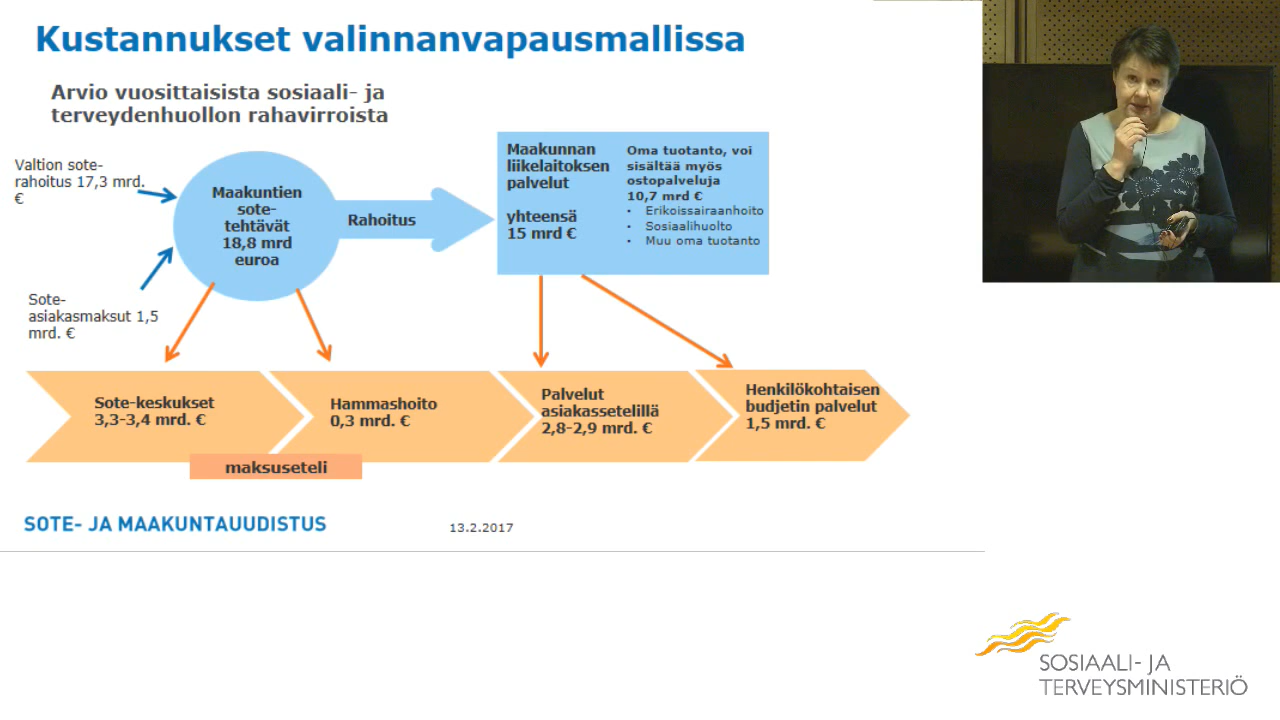 Kustannukset valinnanvapausmallissa
Arvio vuosittaisista sosiaali- ja
terveydenhuollon rahavirroista
Valtion sote-
rahoitus 17,3 mrd.
€
Sote-
asiakasmaksut 1,5
mrd. €
Maakuntien
sote-
tehtävät
18,8 mrd
euroa
Rahoitus
Maakunnan
liikelaitoksen
palvelut
yhteensä
15 mrd €
Oma tuotanto, voi
sisältää myös
ostopalveluja
10,7 mrd €
• Erikoissairaanhoito
• Sosiaalihuolto
• Muu oma tuotanto
Sote-keskukset
3,3-3,4 mrd. €
Hammashoito
0,3 mrd. €
Palvelut
asiakassetelillä
2,8-2,9 mrd. €
Henkilökohtaisen
budjetin palvelut
1,5 mrd. €
maksuseteli
SOTE- JA MAAKUNTAUUDISTUS
13.2.2017
SOSIAALI- JA
TERVEYSMINISTERIÖ